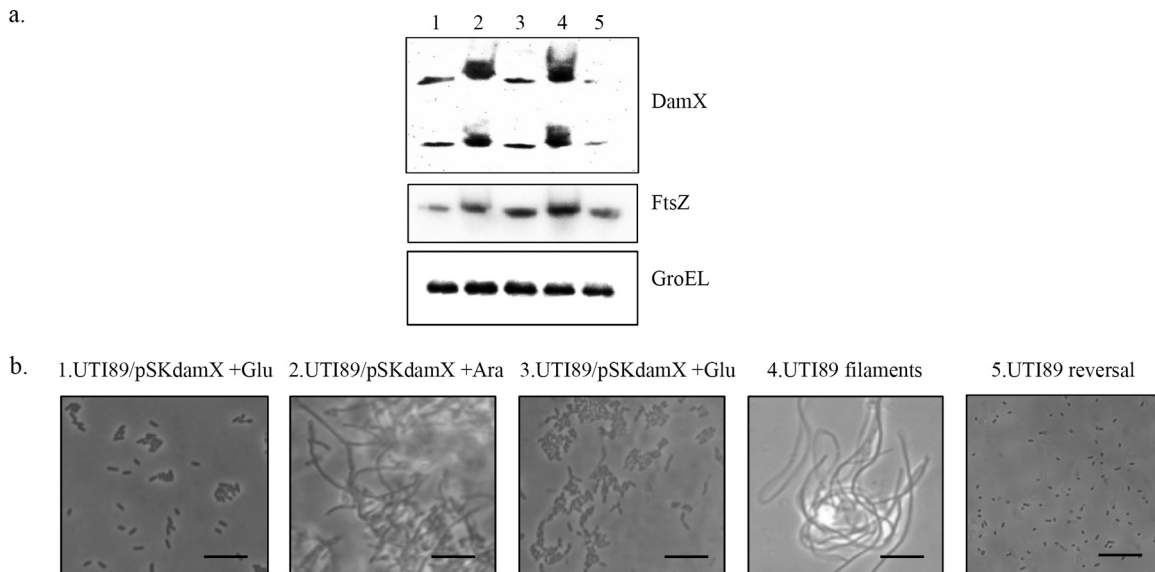 a.
1 2 3 4 5
DamX
FtsZ
GroEL
b.
1.UTI89/pSKdamX +Glu 2.UTI89/pSKdamX +Ara 3.UTI89/pSKdamX +Glu 4.UTI89 filaments 5.UTI89 reversal